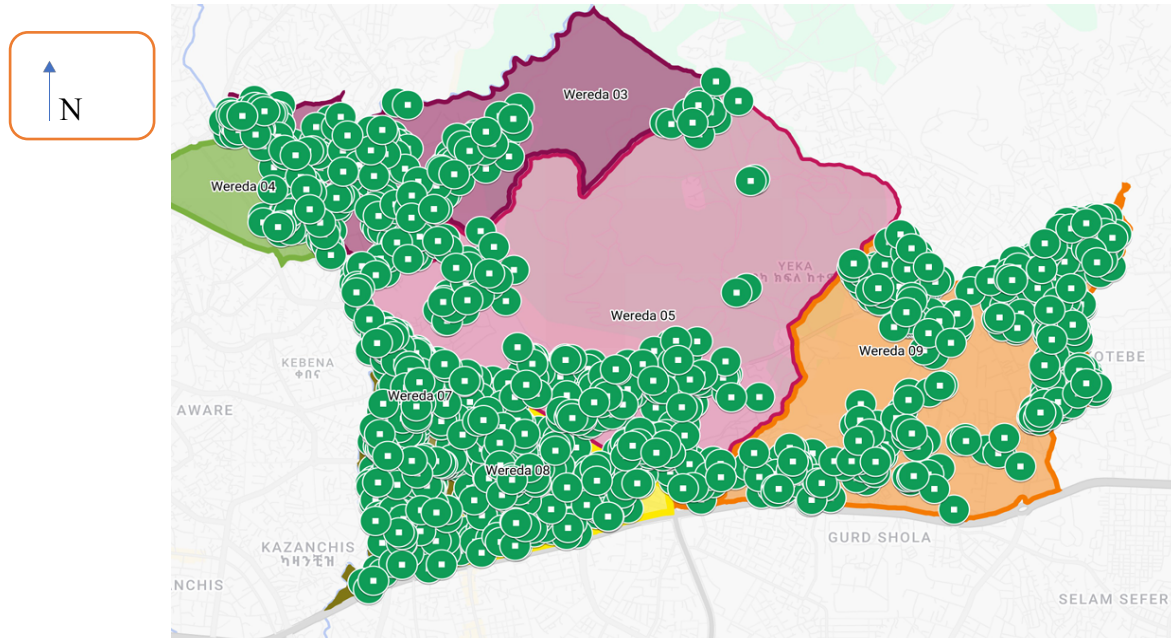 N
Wereda 03
Wereda 04
YEKA
Wereda 05
Wereda 09
KEBENA
ቀበና
OTEBE
Wereda 07
AWARE
Wereda 08
GURD SHOLA
KAZANCHIS
ካዛንቺዝ
NCHIS
SELAM SEFER